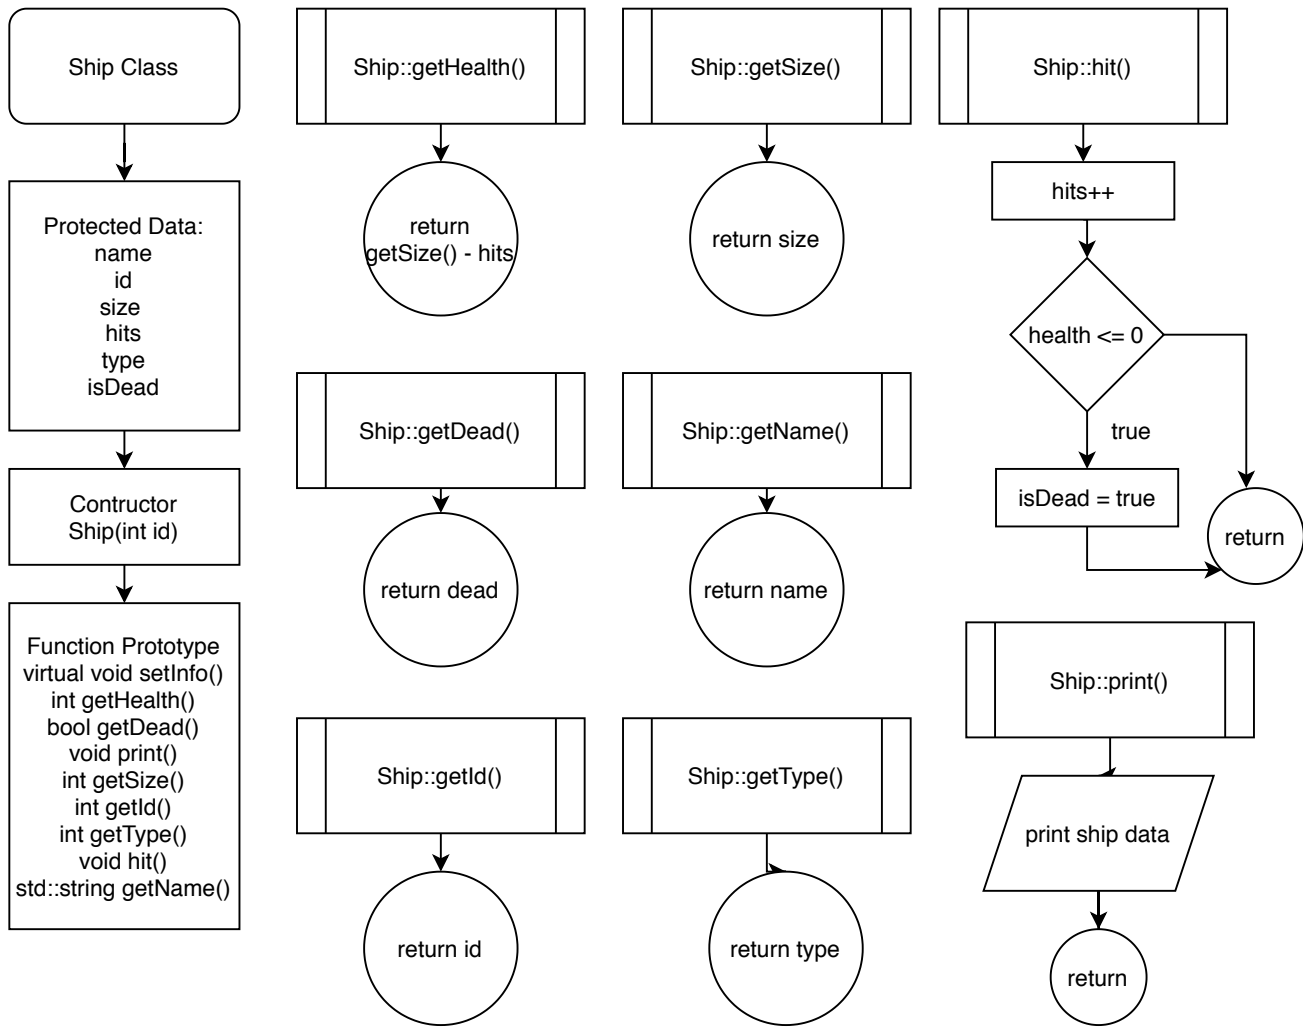 Ship Class
Protected Data:
name
id
size
hits
type
isDead
Contructor
Ship(int id)
Function Prototype
virtual void setInfo()
int getHealth()
bool getDead()
void print()
int getSize()
int getId()
int getType()
void hit()
std::string getName()
Ship::getHealth()
return
getSize() - hits
Ship::getSize()
return size
Ship::hit()
hits++
health <= 0
true
isDead = true
return
Ship::getDead()
return dead
Ship::getName()
return name
Ship::getId()
return id
Ship::getType()
return type
Ship::print()
print ship data
return